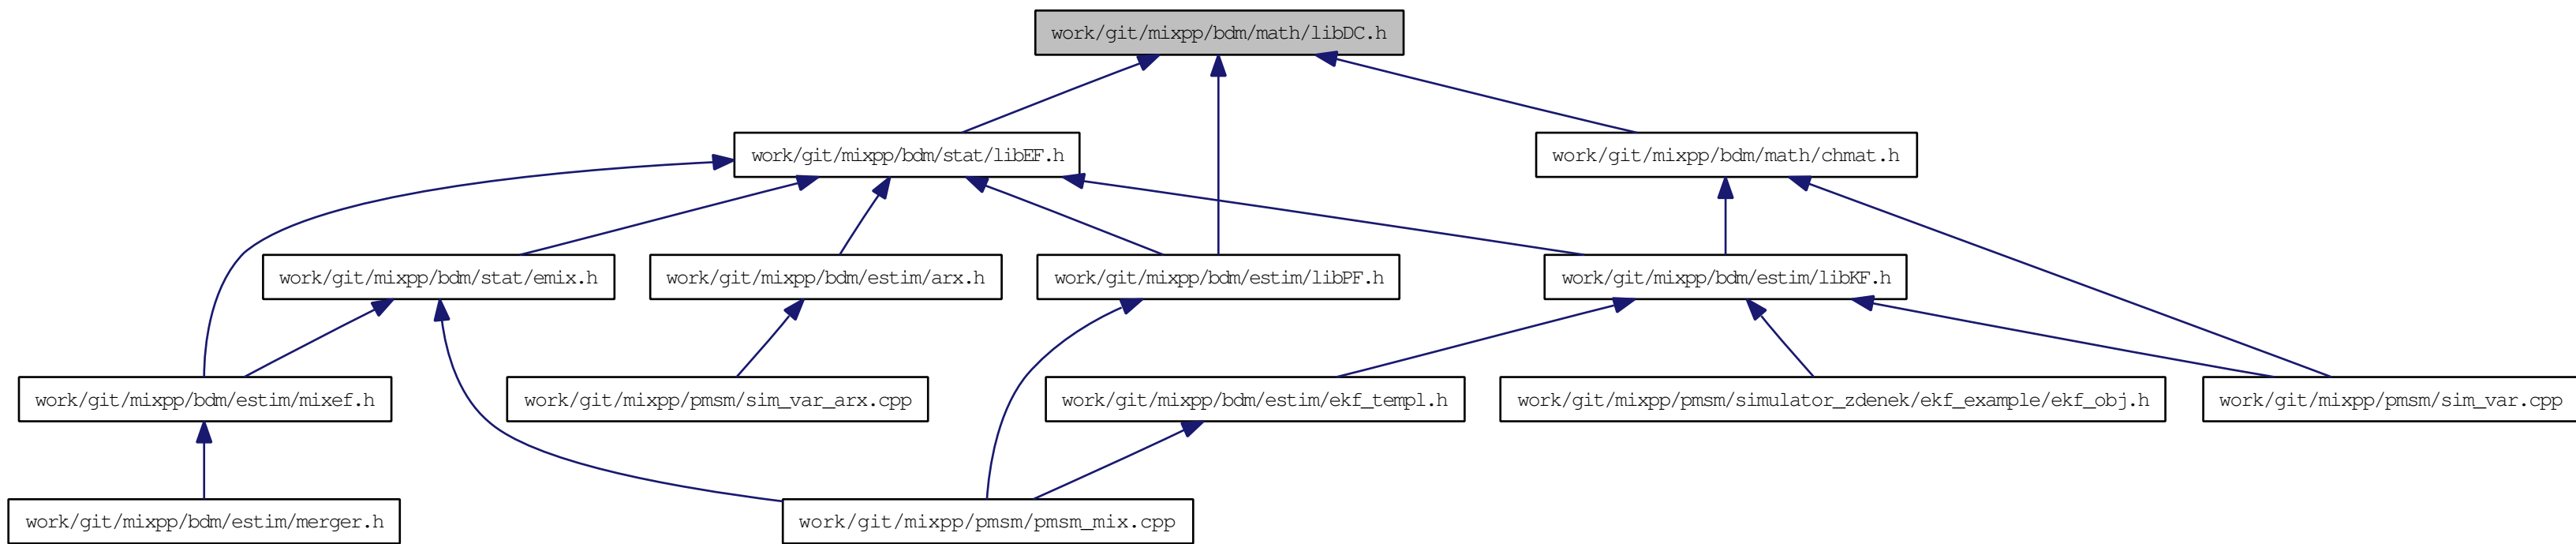 work/git/mixpp/bdm/math/libDC.h
work/git/mixpp/bdm/stat/libEF.h
work/git/mixpp/bdm/math/chmat.h
work/git/mixpp/bdm/stat/emix.h
work/git/mixpp/bdm/estim/arx.h
work/git/mixpp/bdm/estim/libPF.h
work/git/mixpp/bdm/estim/libKF.h
work/git/mixpp/bdm/estim/mixef.h
work/git/mixpp/pmsm/sim_var_arx.cpp
work/git/mixpp/bdm/estim/ekf_templ.h
work/git/mixpp/pmsm/simulator_zdenek/ekf_example/ekf_obj.h
work/git/mixpp/pmsm/sim_var.cpp
work/git/mixpp/bdm/estim/merger.h
work/git/mixpp/pmsm/pmsm_mix.cpp